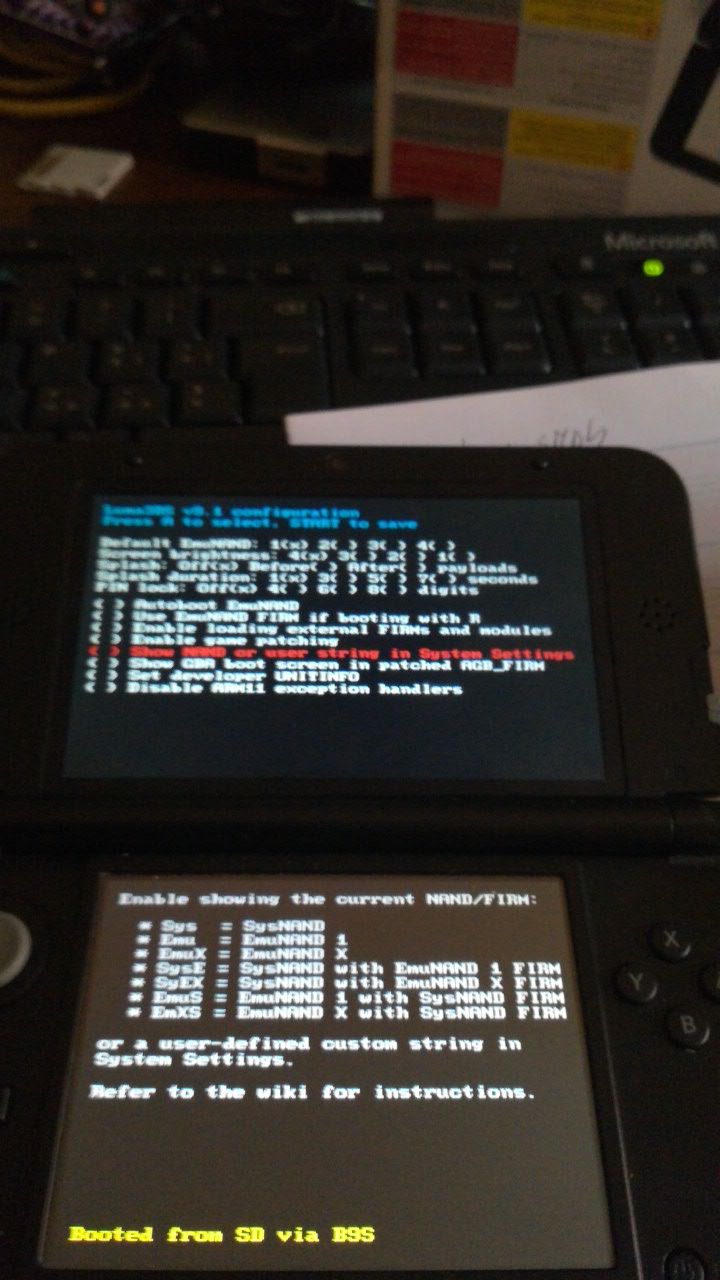 Microsoft
Luma3DS v8.1 configuration
Press A to select, START to save
Default EmuNAND: 1(x) 2( ) 3( ) 4( )
Screen brightness: 4(x) 3( ) 2( ) 1( )
Splash: Off(x) Before( ) After( ) payloads
Splash duration: 1(x) 3( ) 5( ) 7( ) seconds
PIN lock: Off(x) 4( ) 6( ) 8( ) digits
( ) Autoboot EmuNAND
( ) Use EmuNAND FIRM if booting with R
( ) Enable loading external FIRMs and modules
( ) Enable game patching
( ) Show NAND or user string in System Settings
( ) Show GBA boot screen in patched AGB_FIRM
( ) Set developer UNITINFO
( ) Disable ARM11 exception handlers
Enable showing the current NAND/FIRM:
* Sys = SysNAND
* Emu = EmuNAND 1
* EmuX = EmuNAND X
* SysE = SysNAND with EmuNAND 1 FIRM
* SyEX = SysNAND with EmuNAND X FIRM
* EmuS = EmuNAND 1 with SysNAND FIRM
* EmXS = EmuNAND X with SysNAND FIRM
or a user-defined custom string in
System Settings.
Refer to the wiki for instructions.
Booted from SD via B9S
X
Y
B